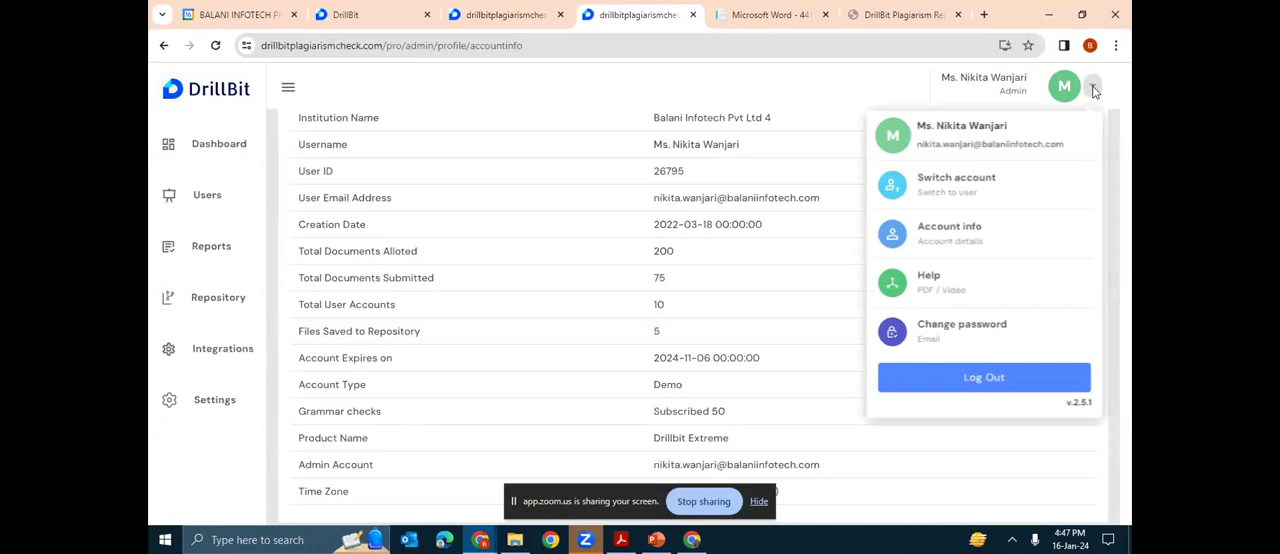 BALANI INFOTECH P
DrillBit
drillbitplagiarismchec
drillbitplagiarismchec
Microsoft Word - 441
DrillBit Plagiarism Re
drillbitplagiarismcheck.com/pro/admin/profile/accountinfo
B
DrillBit
Ms. Nikita Wanjari
Admin
M
Dashboard
Users
Reports
Repository
Integrations
Settings
Institution Name Balani Infotech Pvt Ltd 4
Username Ms. Nikita Wanjari
User ID 26795
User Email Address nikita.wanjari@balaniinfotech.com
Creation Date 2022-03-18 00:00:00
Total Documents Alloted 200
Total Documents Submitted 75
Total User Accounts 10
Files Saved to Repository 5
Account Expires on 2024-11-06 00:00:00
Account Type Demo
Grammar checks Subscribed 50
Product Name Drillbit Extreme
Admin Account nikita.wanjari@balaniinfotech.com
Time Zone )
M
Ms. Nikita Wanjari
nikita.wanjari@balaniinfotech.com
Switch account
Switch to user
Account info
Account details
Help
PDF / Video
Change password
Email
Log Out
v.2.5.1
app.zoom.us is sharing your screen. Stop sharing Hide
Type here to search
4:47 PM
16-Jan-24